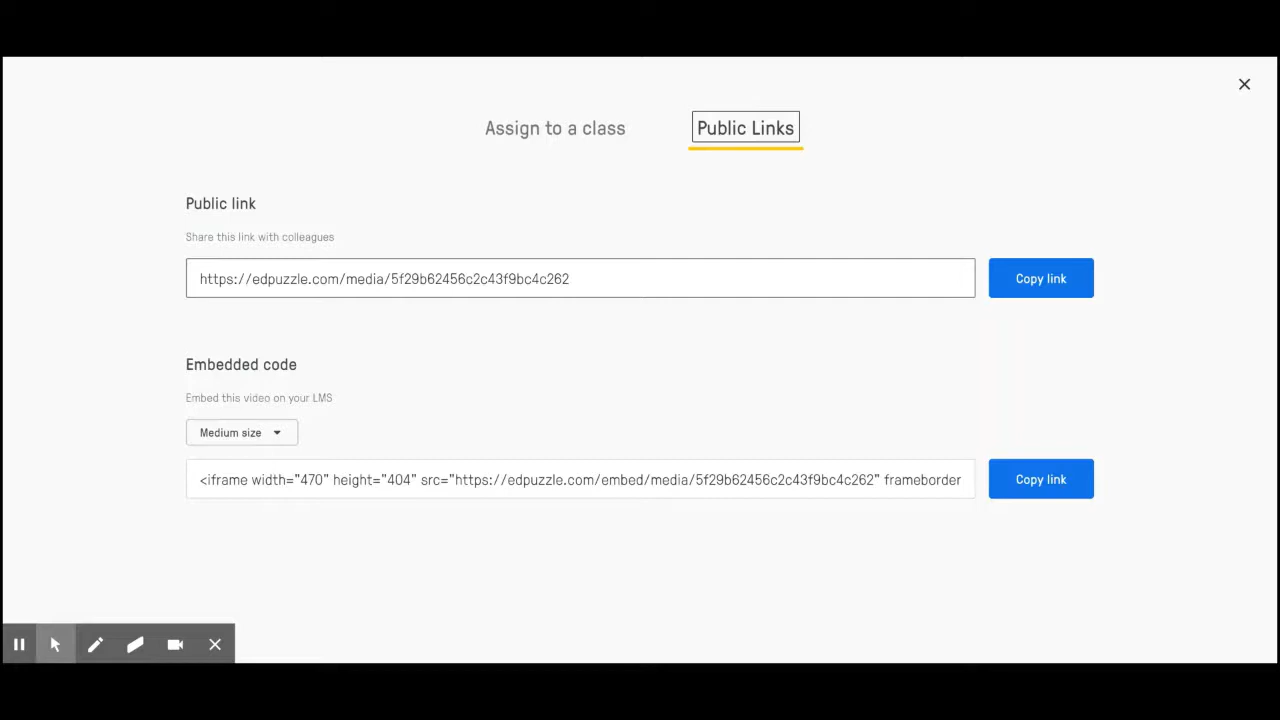 Assign to a class
Public Links
Public link
Share this link with colleagues
https://edpuzzle.com/media/5f29b62456c2c43f9bc4c262
Copy link
Embedded code
Embed this video on your LMS
Medium size
<iframe width="470" height="404" src="https://edpuzzle.com/embed/media/5f29b62456c2c43f9bc4c262" frameborder
Copy link